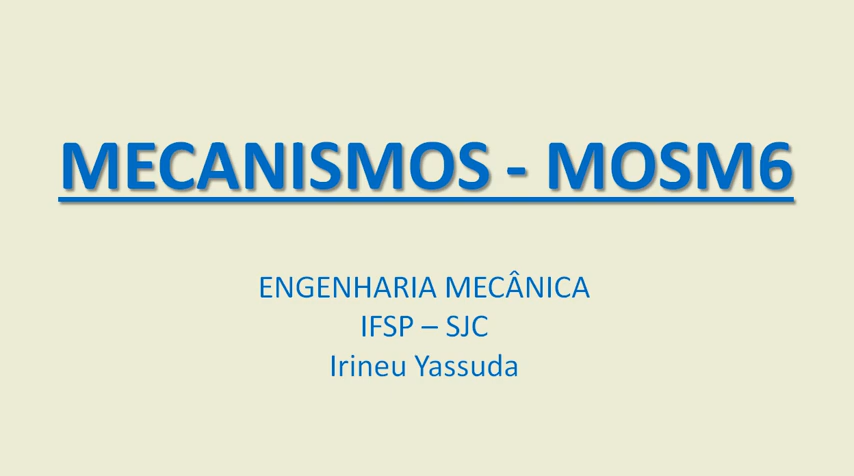 MECANISMOS - MOSM6
ENGENHARIA MECÂNICA
IFSP – SJC
Irineu Yassuda